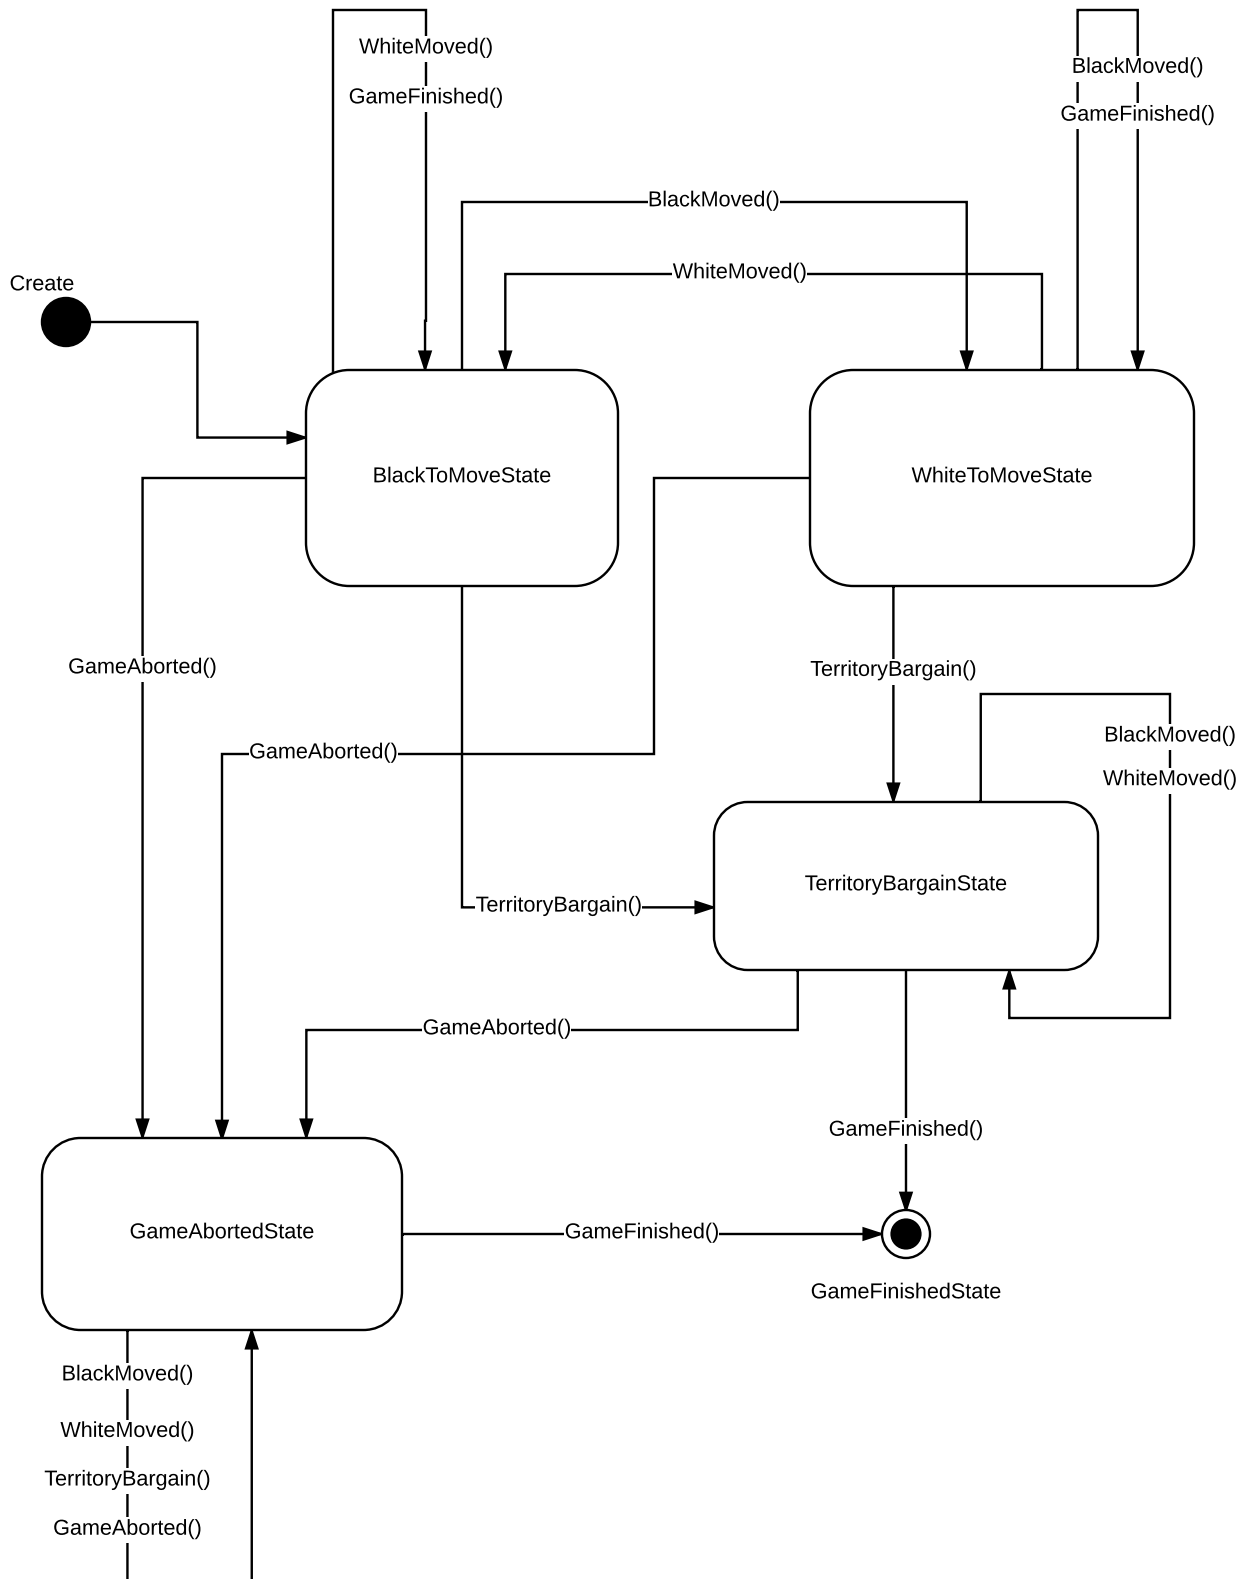 WhiteMoved()
GameFinished()
BlackMoved()
GameFinished()
BlackMoved()
WhiteMoved()
Create
BlackToMoveState
WhiteToMoveState
GameAborted()
TerritoryBargain()
GameAborted()
BlackMoved()
WhiteMoved()
TerritoryBargainState
TerritoryBargain()
GameAborted()
GameFinished()
GameAbortedState
GameFinished()
GameFinishedState
BlackMoved()
WhiteMoved()
TerritoryBargain()
GameAborted()